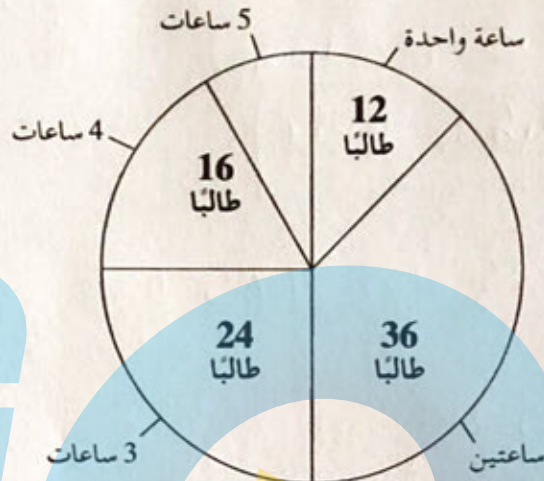 5 ساعات
ساعة واحدة
12
طالبًا
4 ساعات
16
طالبًا
24
طالبًا
36
طالبًا
3 ساعات
ساعتين